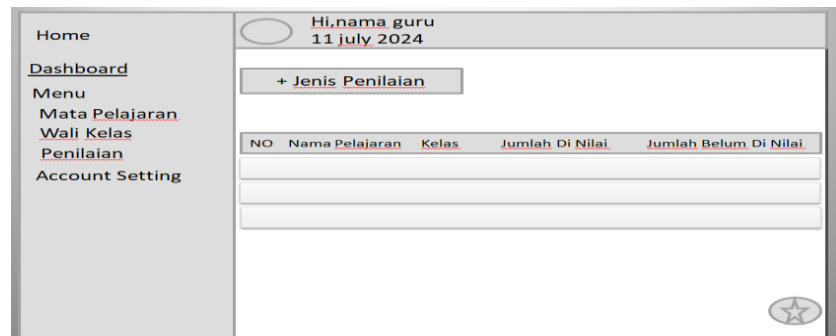 Home
Hi,nama guru
11 july 2024
Dashboard
Menu
Mata Pelajaran
Wali Kelas
Penilaian
Account Setting
+ Jenis Penilaian
NO Nama Pelajaran Kelas Jumlah Di Nilai Jumlah Belum Di Nilai